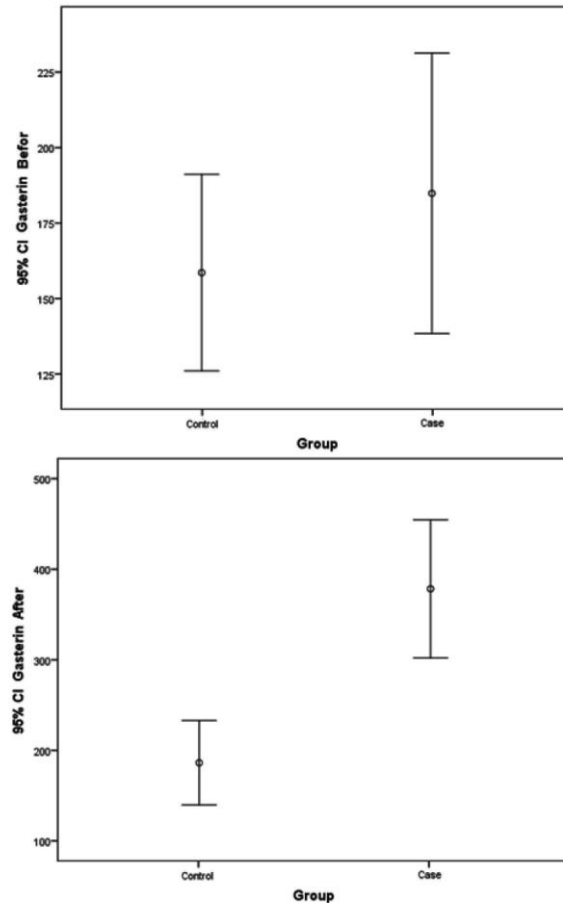 95% CI Gasterin Befor
225
200
175
150
125
Control Case
Group
95% CI Gasterin After
500
400
300
200
100
Control Case
Group